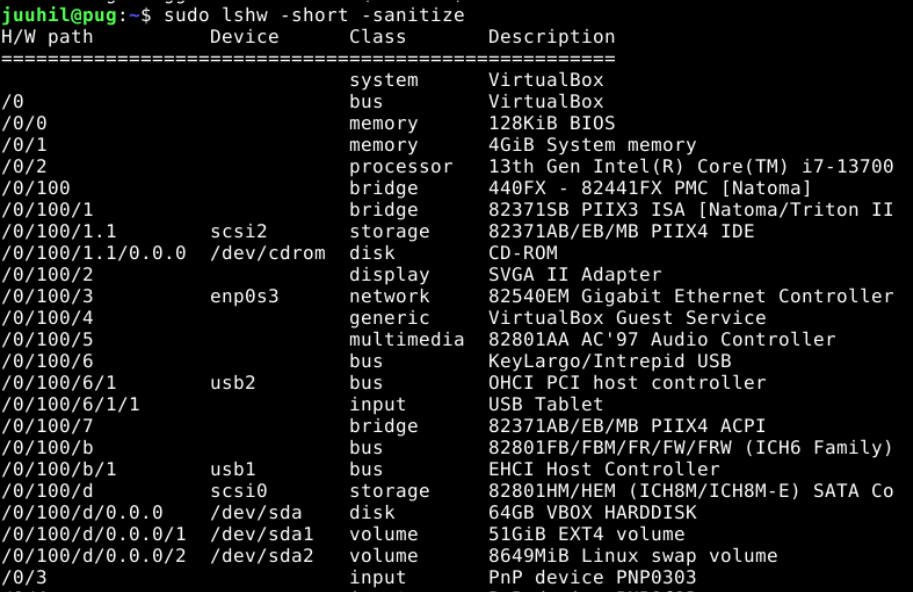 juuhil@pug:~$ sudo lshw -short -sanitize
H/W path          Device      Class       Description
=====================================================
                              system      VirtualBox
/0                            bus         VirtualBox
/0/0                          memory      128KiB BIOS
/0/1                          memory      4GiB System memory
/0/2                          processor   13th Gen Intel(R) Core(TM) i7-13700
/0/100                        bridge      440FX - 82441FX PMC [Natoma]
/0/100/1                      bridge      82371SB PIIX3 ISA [Natoma/Triton II
/0/100/1.1        scsi2       storage     82371AB/EB/MB PIIX4 IDE
/0/100/1.1/0.0.0  /dev/cdrom  disk        CD-ROM
/0/100/2                      display     SVGA II Adapter
/0/100/3          enp0s3      network     82540EM Gigabit Ethernet Controller
/0/100/4                      generic     VirtualBox Guest Service
/0/100/5                      multimedia  82801AA AC'97 Audio Controller
/0/100/6                      bus         KeyLargo/Intrepid USB
/0/100/6/1        usb2        bus         OHCI PCI host controller
/0/100/6/1/1                  input       USB Tablet
/0/100/7                      bridge      82371AB/EB/MB PIIX4 ACPI
/0/100/b                      bus         82801FB/FBM/FR/FW/FRW (ICH6 Family)
/0/100/b/1        usb1        bus         EHCI Host Controller
/0/100/d          scsi0       storage     82801HM/HEM (ICH8M/ICH8M-E) SATA Co
/0/100/d/0.0.0    /dev/sda    disk        64GB VBOX HARDDISK
/0/100/d/0.0.0/1  /dev/sda1   volume      51GiB EXT4 volume
/0/100/d/0.0.0/2  /dev/sda2   volume      8649MiB Linux swap volume
/0/3                          input       PnP device PNP0303